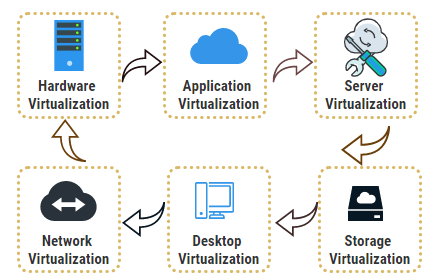 Hardware
Virtualization
Application
Virtualization
Server
Virtualization
Network
Virtualization
Desktop
Virtualization
Storage
Virtualization